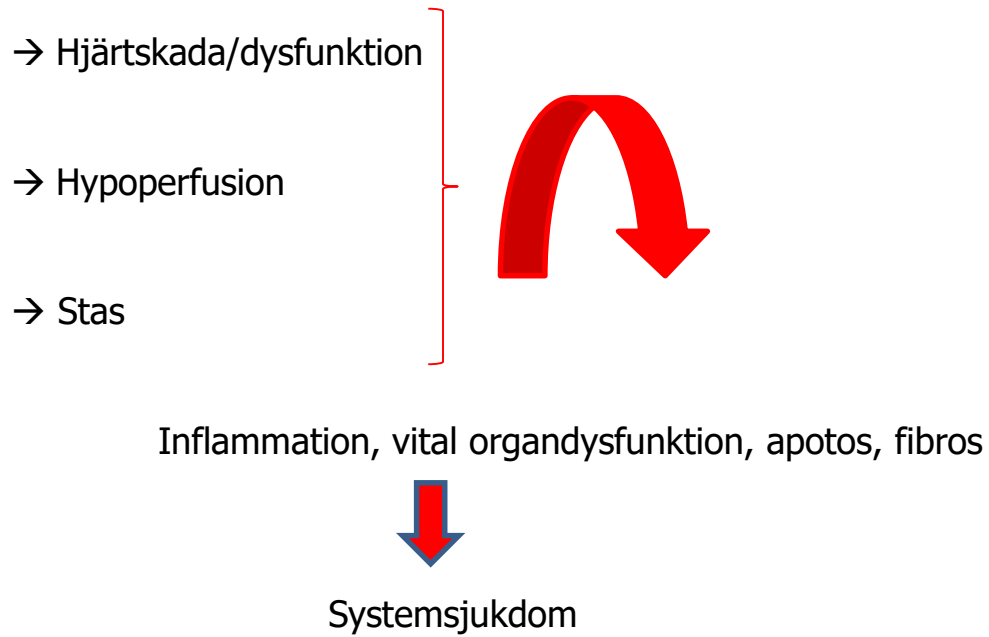 → Hjärtskada/dysfunktion
→ Hypoperfusion
→ Stas
Inflammation, vital organdysfunktion, apotos, fibros
Systemsjukdom